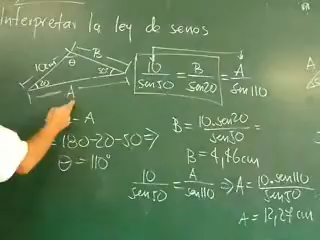 Interpretar la ley de senos
10cm
θ
B
20°
50°
A
10/sen50 = B/sen20 = A/sen110
- A
= 180-20-50 =>
θ = 110°
B = 10.sen20/sen50 =
B = 4,46cm
10/sen50 = A/sen110 => A = 10.sen110/sen50
A = 12,27cm